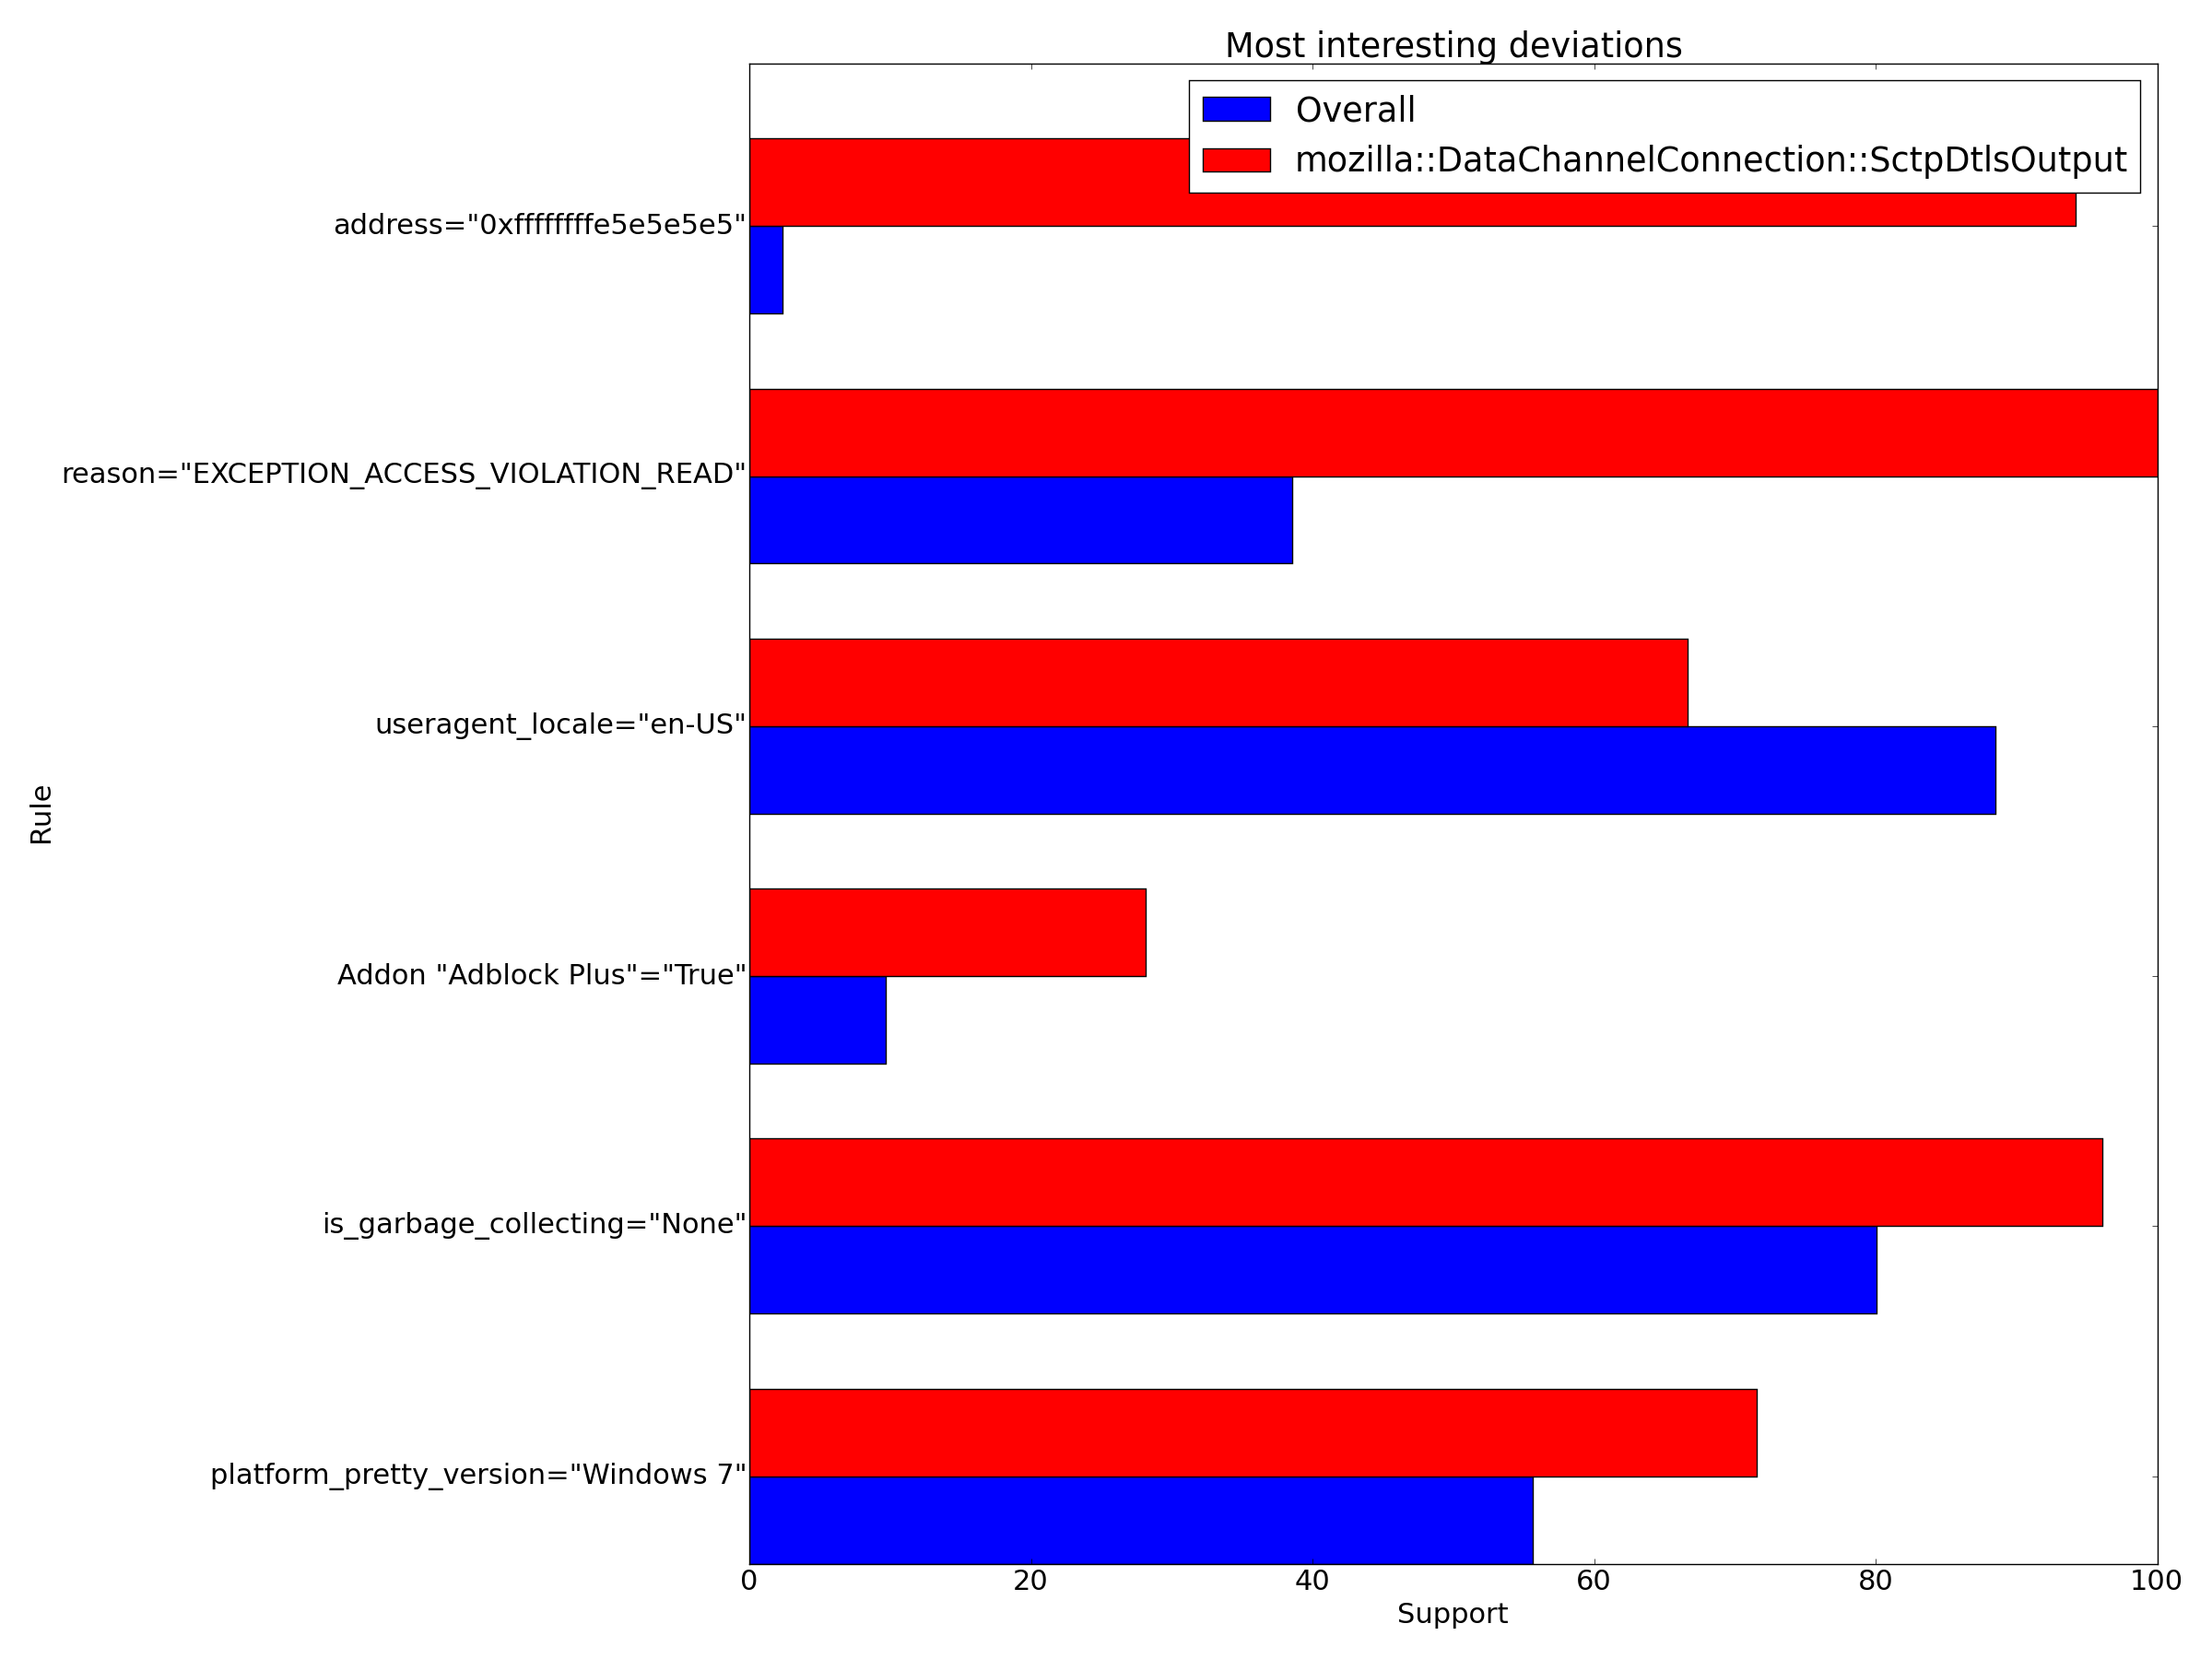 Most interesting deviations
Overall
mozilla::DataChannelConnection::SctpDtlsOutput
address="0xffffffffe5e5e5e5"
reason="EXCEPTION_ACCESS_VIOLATION_READ"
useragent_locale="en-US"
Rule
Addon "Adblock Plus"="True"
is_garbage_collecting="None"
platform_pretty_version="Windows 7"
0 20 40 60 80 100
Support